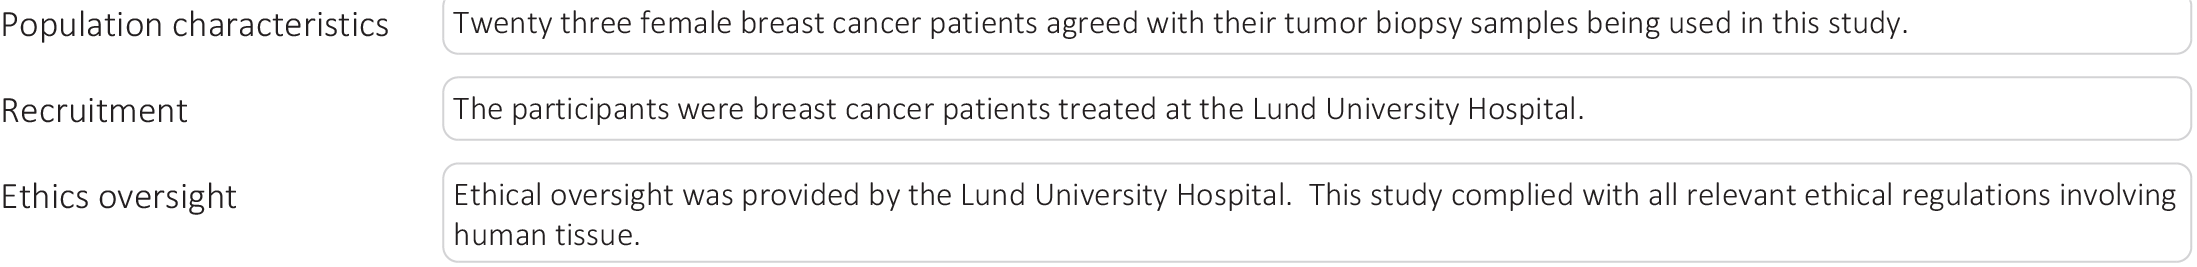 Population characteristics
Twenty three female breast cancer patients agreed with their tumor biopsy samples being used in this study.
Recruitment
The participants were breast cancer patients treated at the Lund University Hospital.
Ethics oversight
Ethical oversight was provided by the Lund University Hospital.  This study complied with all relevant ethical regulations involving
human tissue.